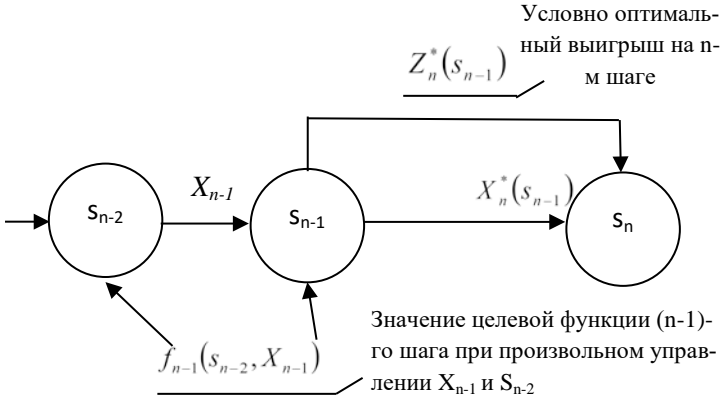 Условно оптималь-
ный выигрыш на n-
м шаге
Z*n(sn−1)
Xn-1
X*n(sn−1)
sn-2
sn-1
sn
fn−1(sn−2, Xn−1)
Значение целевой функции (n-1)-
го шага при произвольном управ-
лении Xn-1 и Sn-2